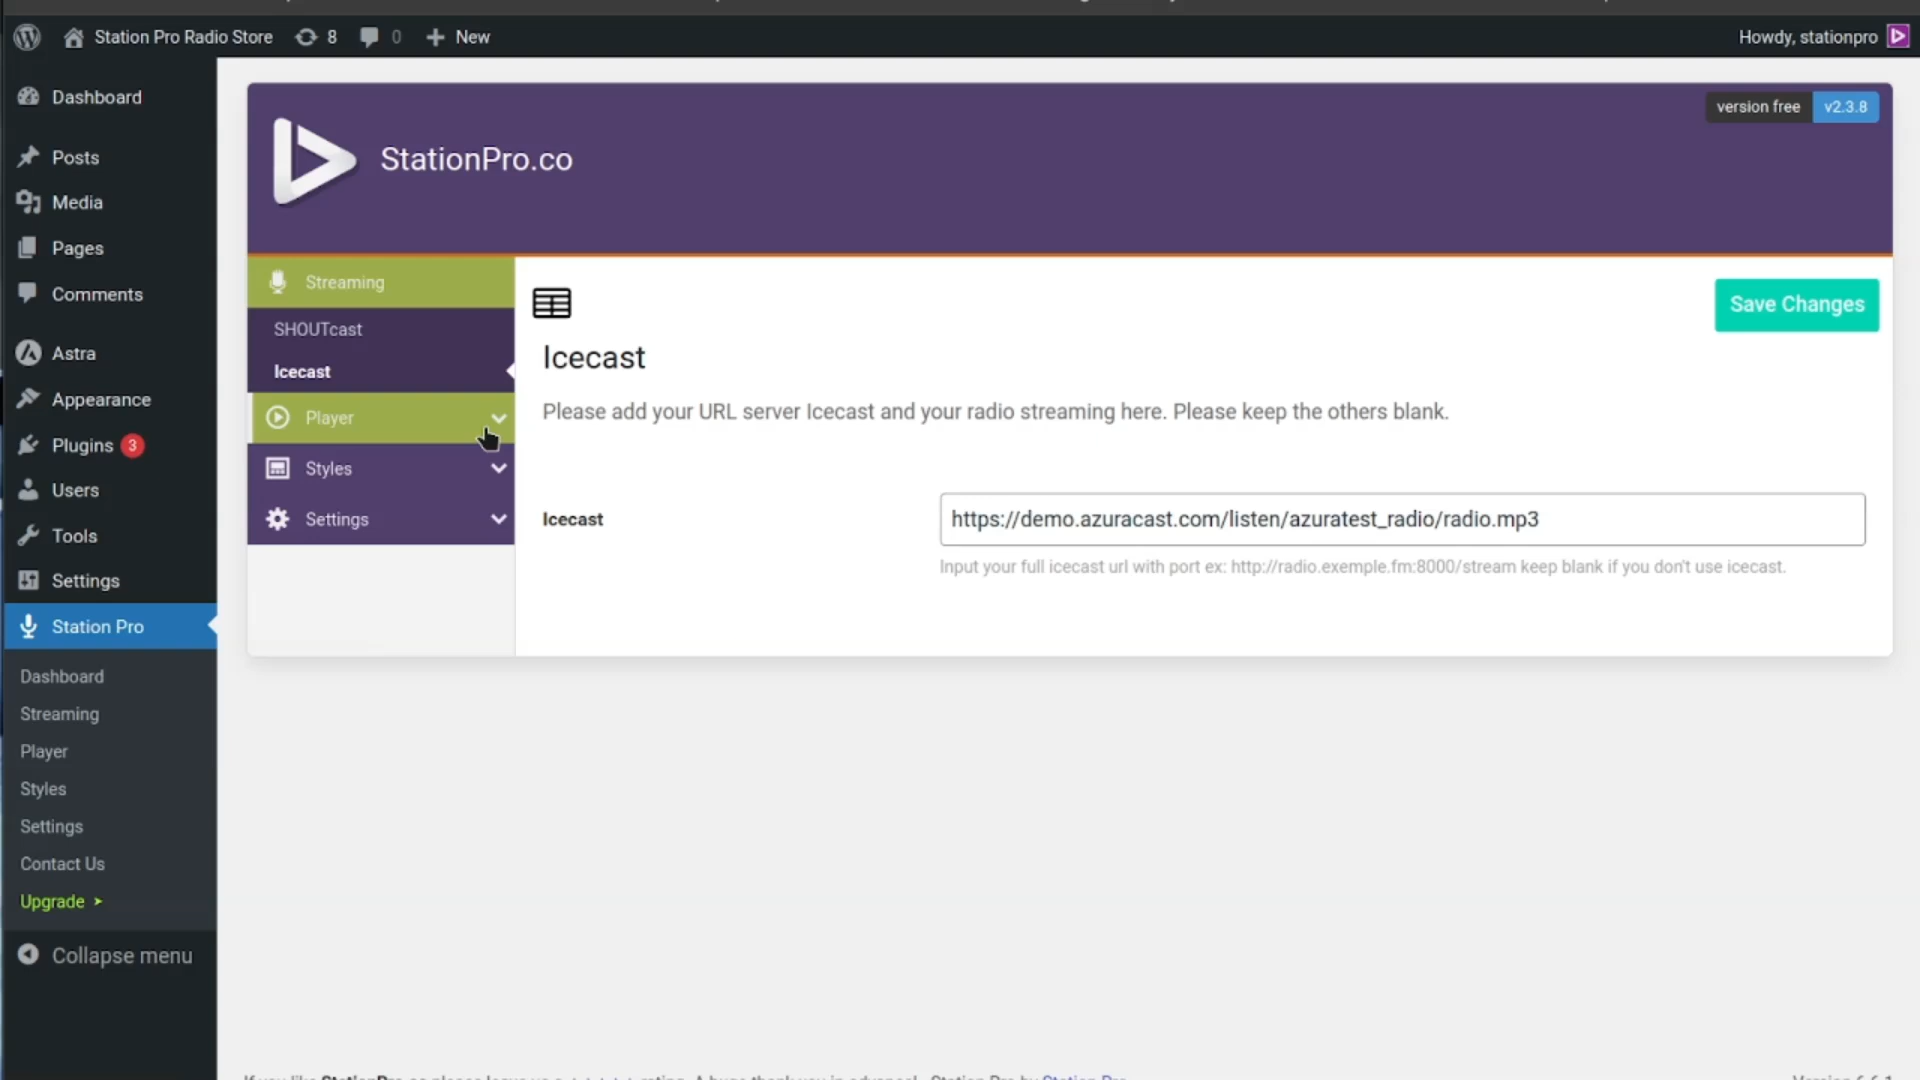 Station Pro Radio Store 8 0 New Howdy, stationpro
Dashboard
Posts
Media
Pages
Comments
Astra
Appearance
Plugins 3
Users
Tools
Settings
Station Pro
Dashboard
Streaming
Player
Styles
Settings
Contact Us
Upgrade ➤
Collapse menu
StationPro.co
version free v2.3.8
Streaming
SHOUTcast
Icecast
Player
Styles
Settings
Save Changes
Icecast
Please add your URL server Icecast and your radio streaming here. Please keep the others blank.
Icecast
https://demo.azuracast.com/listen/azuratest_radio/radio.mp3
Input your full icecast url with port ex: http://radio.exemple.fm:8000/stream keep blank if you don't use icecast.